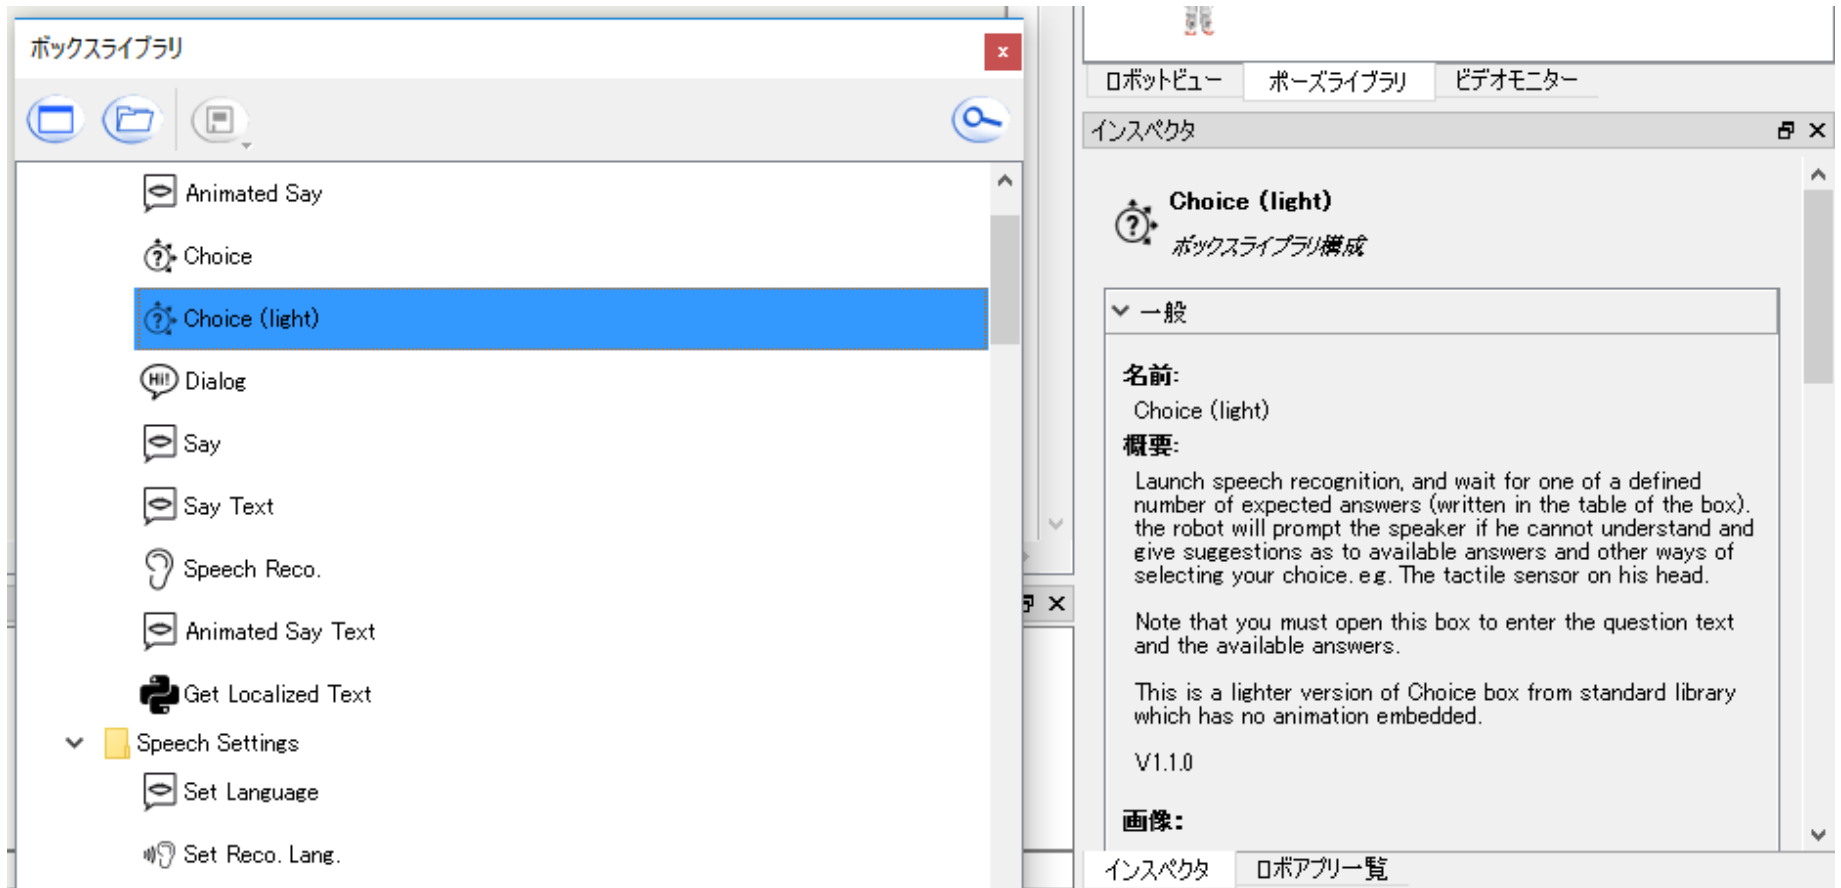 ボックスライブラリ
Animated Say
Choice
Choice (light)
Dialog
Say
Say Text
Speech Reco.
Animated Say Text
Get Localized Text
Speech Settings
Set Language
Set Reco. Lang.
ロボットビュー
ポーズライブラリ
ビデオモニター
インスペクタ
Choice (light)
ボックスライブラリ構成
一般
名前:
Choice (light)
概要:
Launch speech recognition, and wait for one of a defined
number of expected answers (written in the table of the box).
the robot will prompt the speaker if he cannot understand and
give suggestions as to available answers and other ways of
selecting your choice. e.g. The tactile sensor on his head.
Note that you must open this box to enter the question text
and the available answers.
This is a lighter version of Choice box from standard library
which has no animation embedded.
V1.1.0
画像:
インスペクタ
ロボアプリ一覧